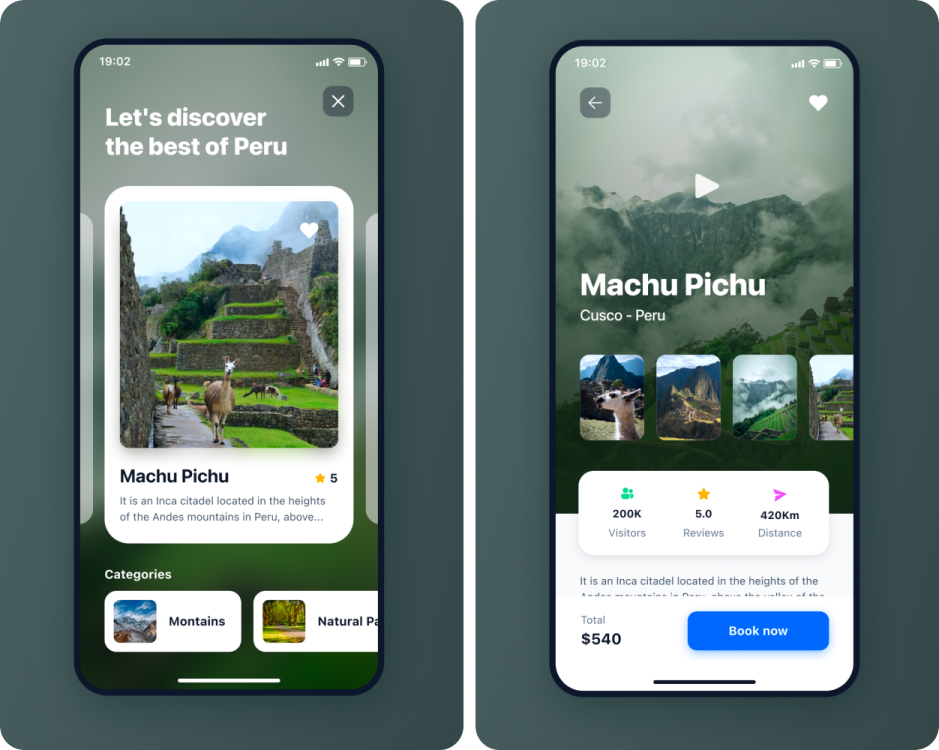 19:02
Let's discover
the best of Peru
Machu Pichu
5
It is an Inca citadel located in the heights
of the Andes mountains in Peru, above...
Categories
Montains
Natural Pa
19:02
Machu Pichu
Cusco - Peru
200K
5.0
420Km
Visitors
Reviews
Distance
It is an Inca citadel located in the heights of the
Andes mountains in Peru, above the valley of the
Total
$540
Book now